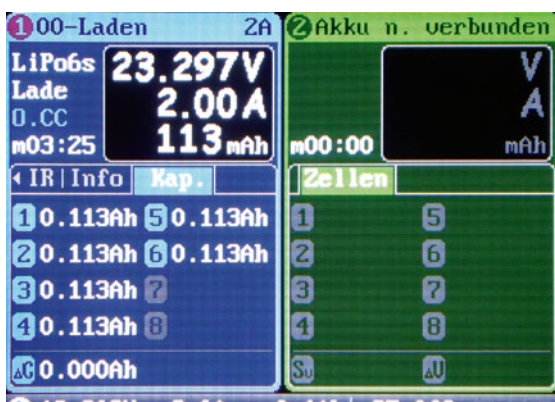 1 00-Laden 2A
LiPo6s 23.297V
Lade 2.00A
0.CC
m03:25 113mAh
IR|Info Kap.
1 0.113Ah 5 0.113Ah
2 0.113Ah 6 0.113Ah
3 0.113Ah 7
4 0.113Ah 8
ΔC 0.000Ah
2 Akku n. verbunden
V
A
m00:00 mAh
Zellen
1 5
2 6
3 7
4 8
SU ΔU